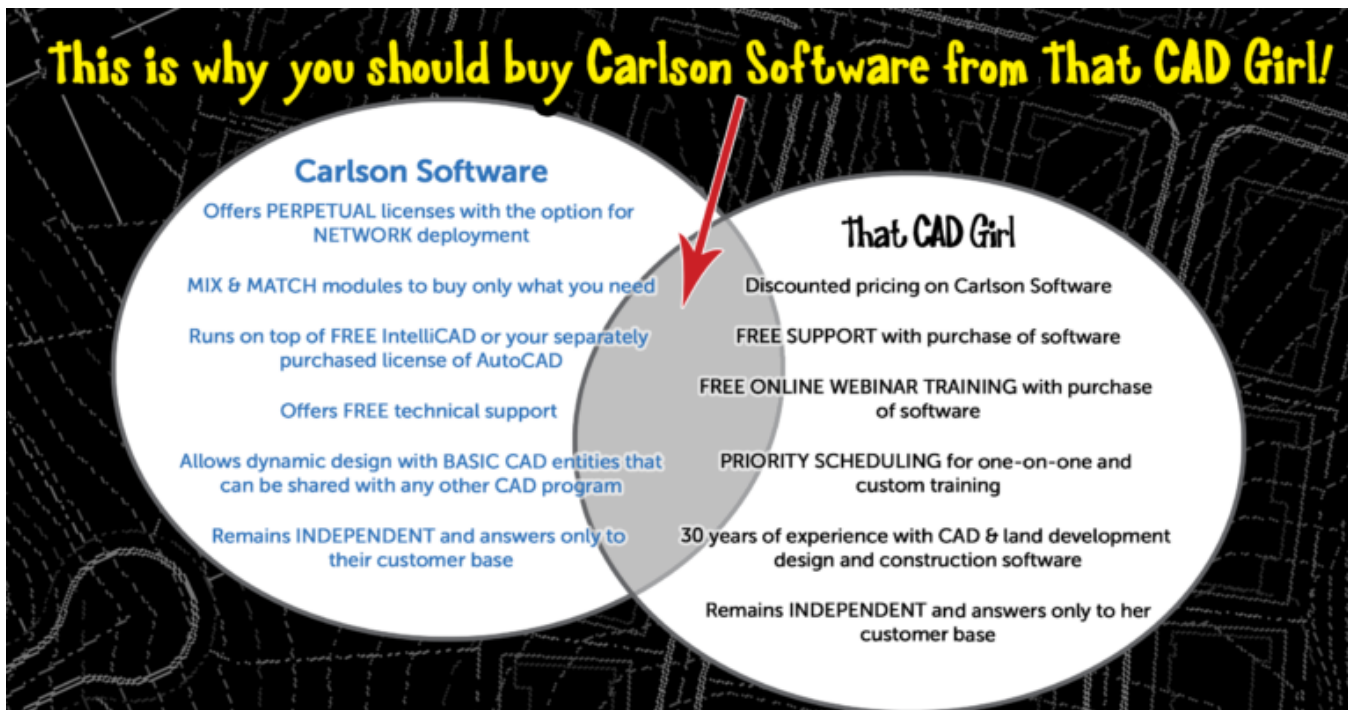 This is why you should buy Carlson Software from That CAD Girl!
Carlson Software
Offers PERPETUAL licenses with the option for
NETWORK deployment
MIX & MATCH modules to buy only what you need
Runs on top of FREE IntelliCAD or your separately
purchased license of AutoCAD
Offers FREE technical support
Allows dynamic design with BASIC CAD entities that
can be shared with any other CAD program
Remains INDEPENDENT and answers only to
their customer base
That CAD Girl
Discounted pricing on Carlson Software
FREE SUPPORT with purchase of software
FREE ONLINE WEBINAR TRAINING with purchase
of software
PRIORITY SCHEDULING for one-on-one and
custom training
30 years of experience with CAD & land development
design and construction software
Remains INDEPENDENT and answers only to her
customer base